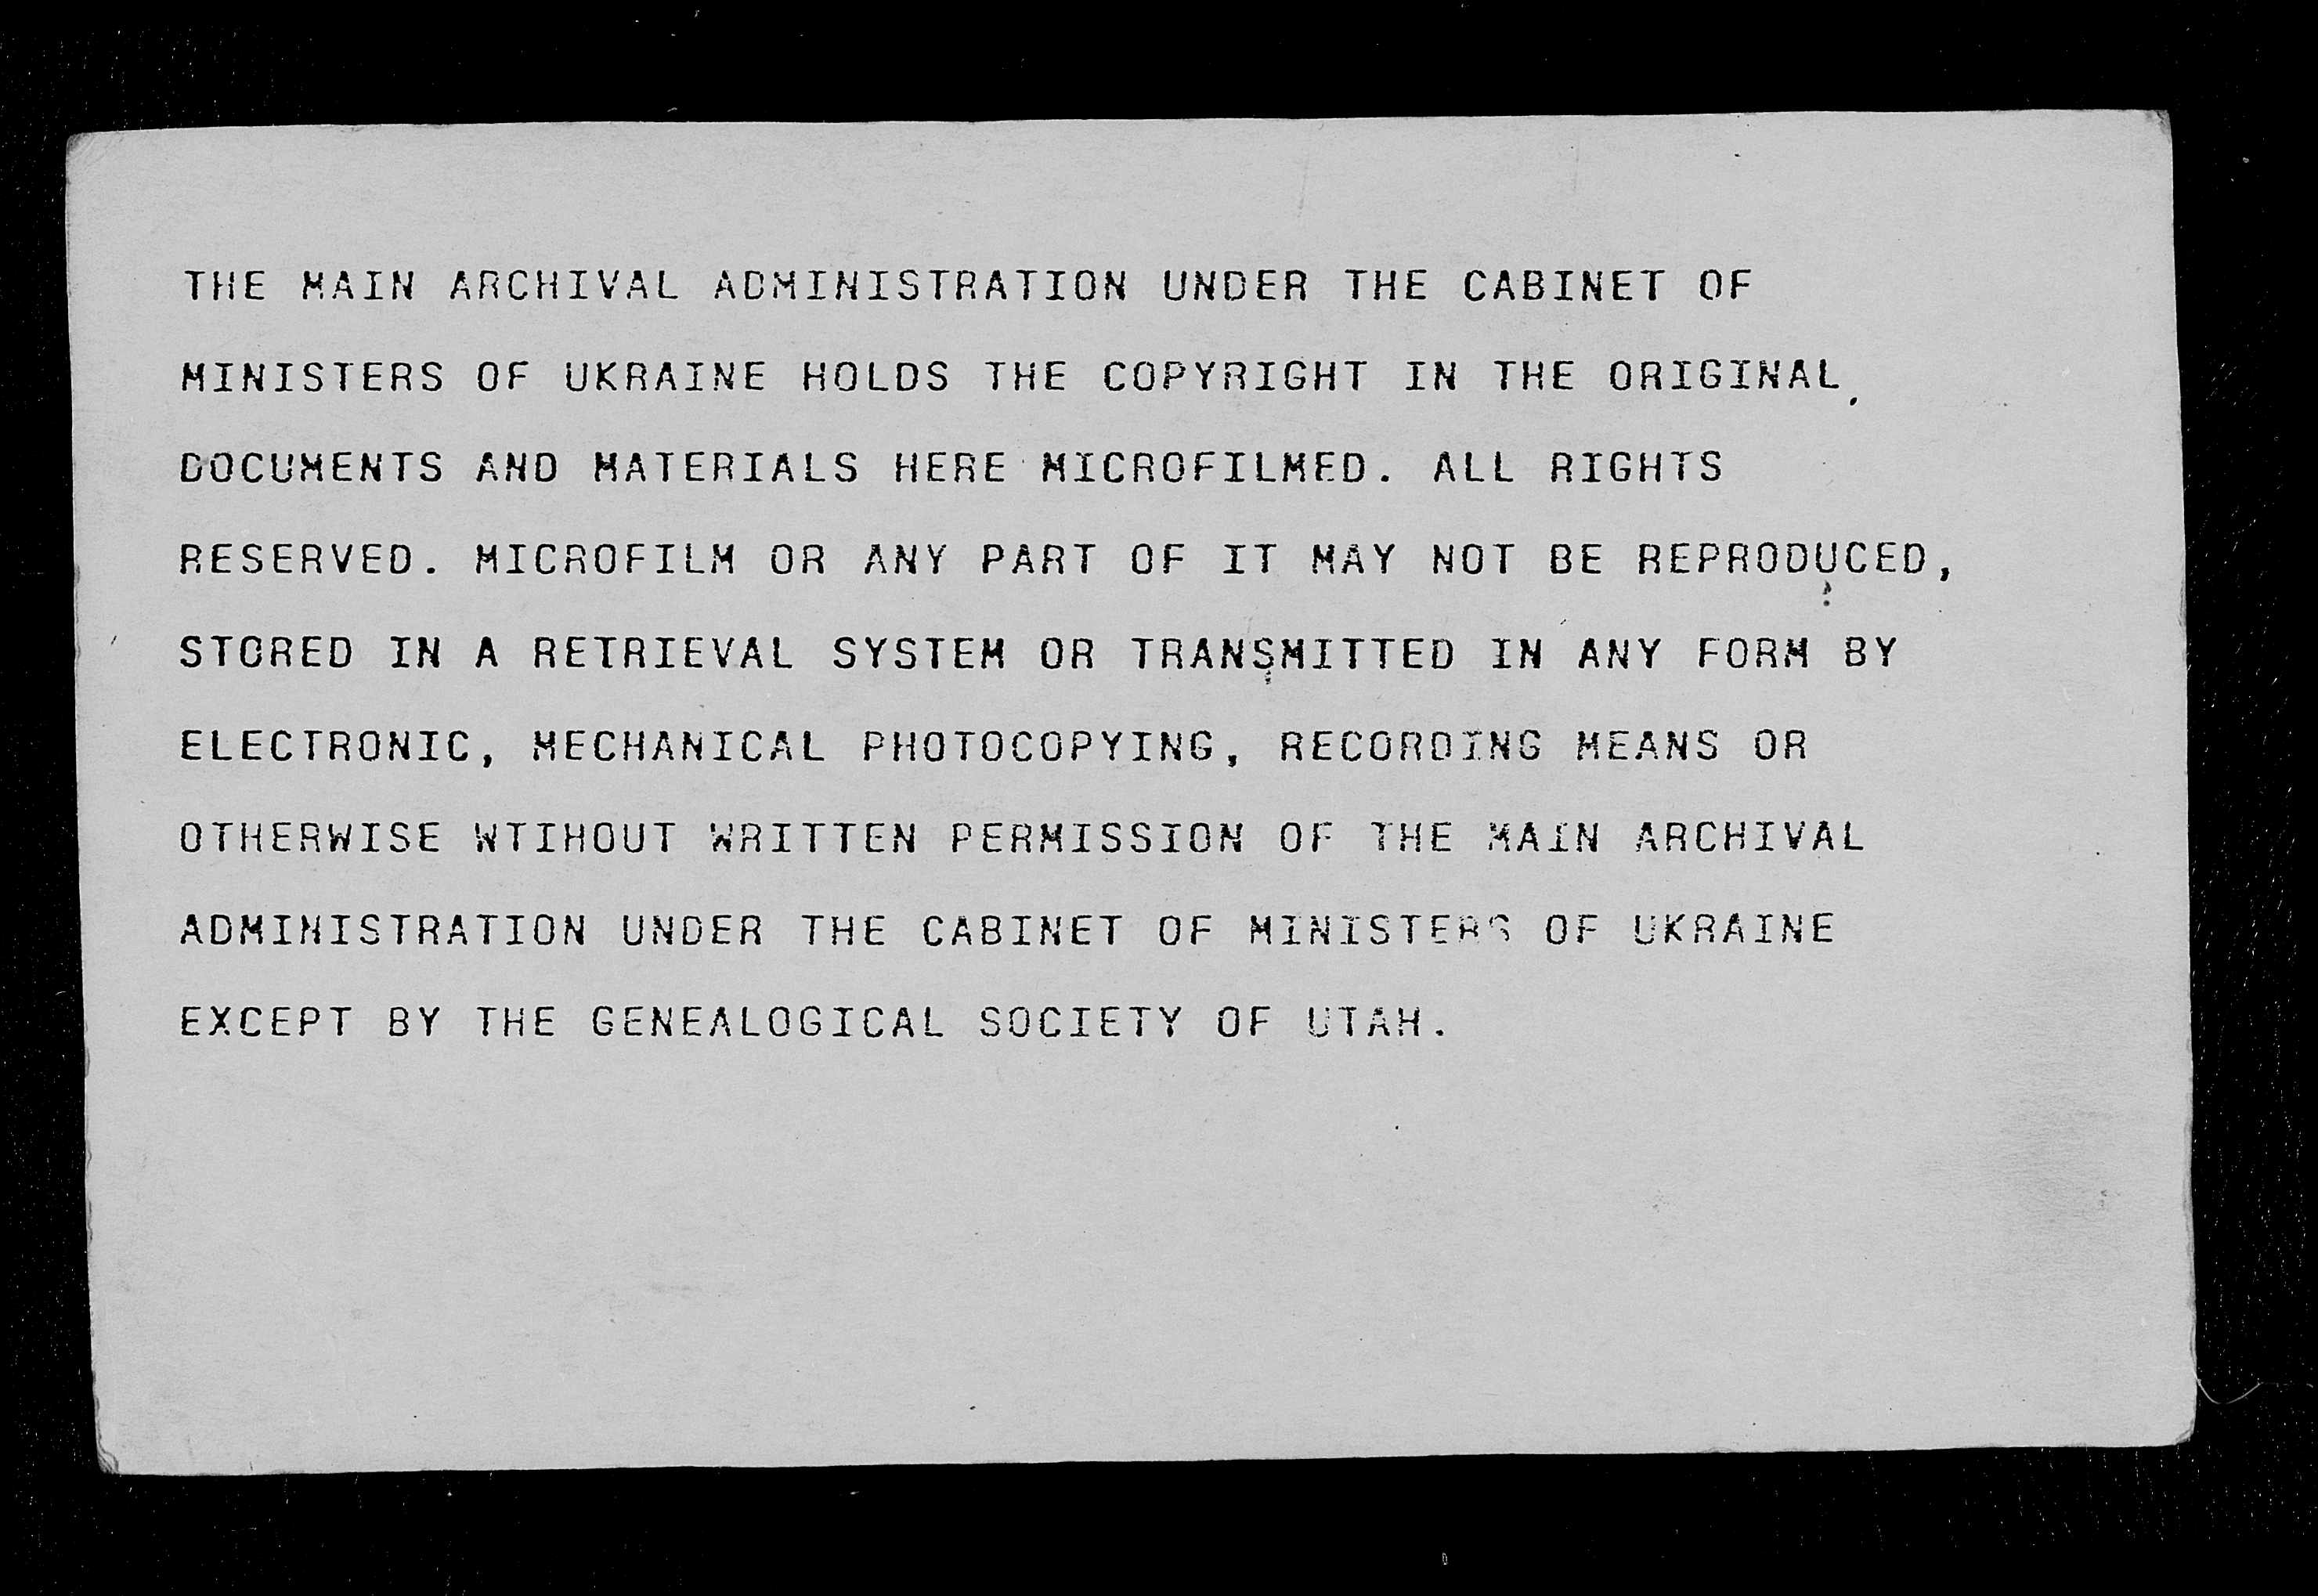 THE MAIN ARCHIVAL ADMINISTRATION UNDER THE CABINET OF
MINISTERS OF UKRAINE HOLDS THE COPYRIGHT IN THE ORIGINAL
DOCUMENTS AND MATERIALS HERE MICROFILMED. ALL RIGHTS
RESERVED. MICROFILM OR ANY PART OF IT MAY NOT BE REPRODUCED,
STORED IN A RETRIEVAL SYSTEM OR TRANSMITTED IN ANY FORM BY
ELECTRONIC, MECHANICAL PHOTOCOPYING, RECORDING MEANS OR
OTHERWISE WTIHOUT WRITTEN PERMISSION OF THE MAIN ARCHIVAL
ADMINISTRATION UNDER THE CABINET OF MINISTERS OF UKRAINE
EXCEPT BY THE GENEALOGICAL SOCIETY OF UTAH.